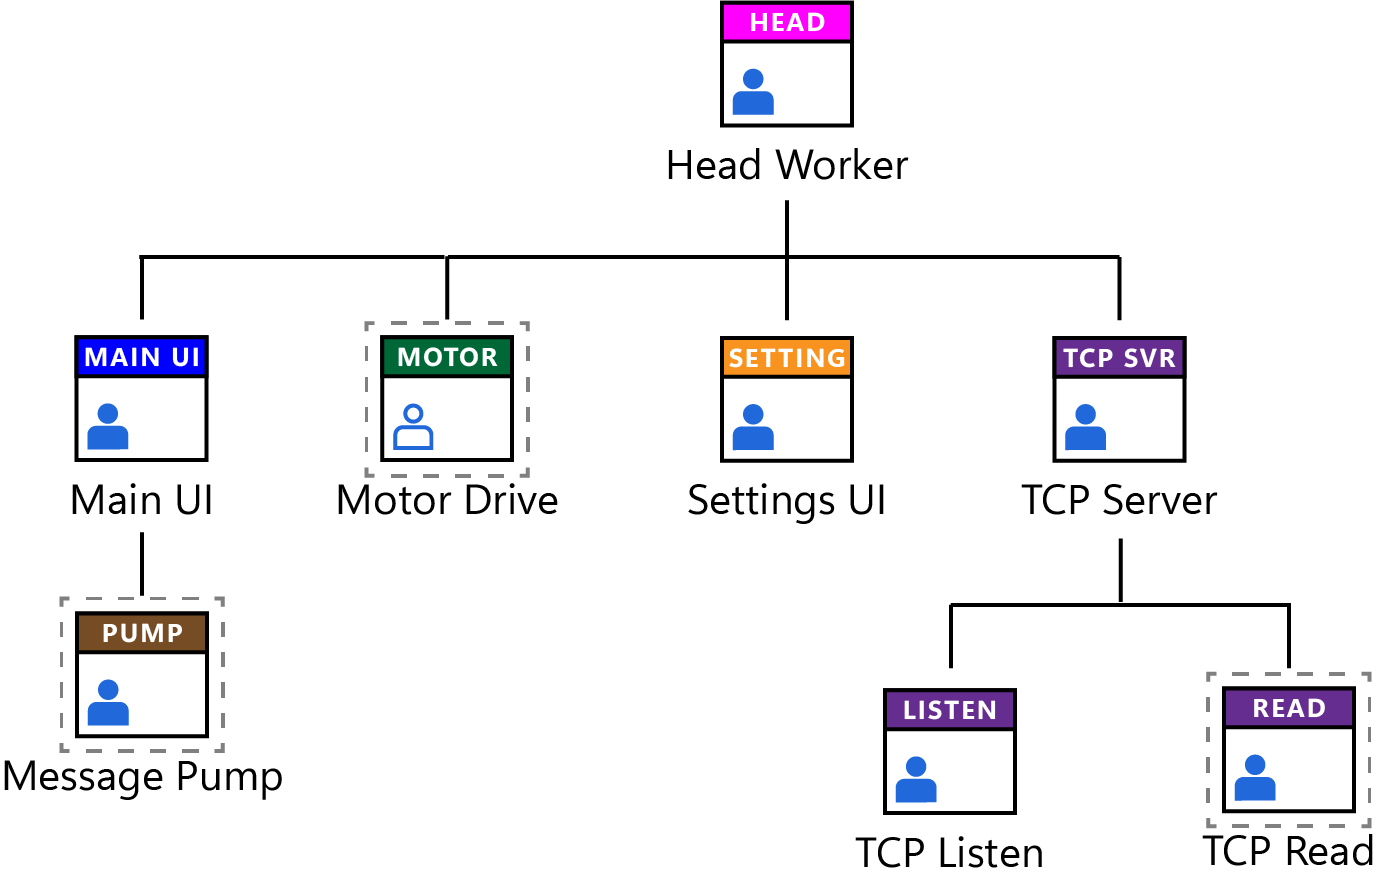 HEAD
Head Worker
MAIN UI
MOTOR
SETTING
TCP SVR
Main UI
Motor Drive
Settings UI
TCP Server
PUMP
Message Pump
LISTEN
READ
TCP Listen
TCP Read